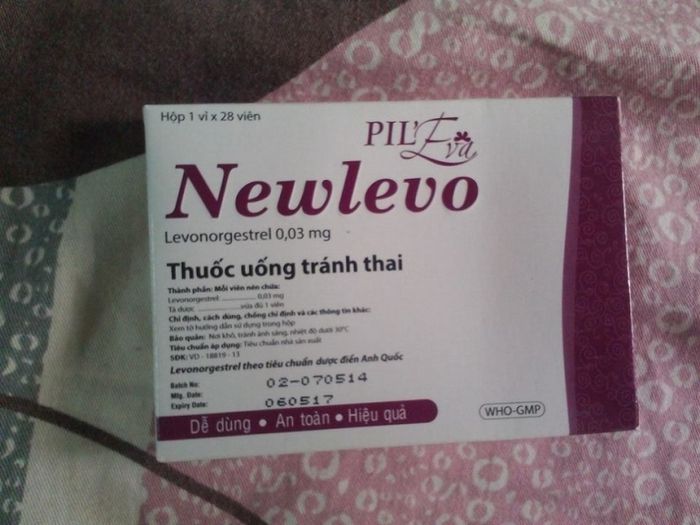 Hộp 1 vỉ x 28 viên
PIL'Eva
Newlevo
Levonorgestrel 0,03 mg
Thuốc uống tránh thai
Thành phần: Mỗi viên nén chứa:
Levonorgestrel ................ 0,03 mg
Tá dược ....................vừa đủ 1 viên
Chỉ định, cách dùng, chống chỉ định và các thông tin khác:
Xem tờ hướng dẫn sử dụng trong hộp
Bảo quản: Nơi khô, tránh ánh sáng, nhiệt độ dưới 30°C
Tiêu chuẩn áp dụng: Tiêu chuẩn nhà sản xuất
SĐK: VD - 18819 - 13
Levonorgestrel theo tiêu chuẩn dược điển Anh Quốc
Batch No: 02-070514
Mfg. Date:
Expiry Date: 060517
Dễ dùng • An toàn • Hiệu quả
WHO-GMP